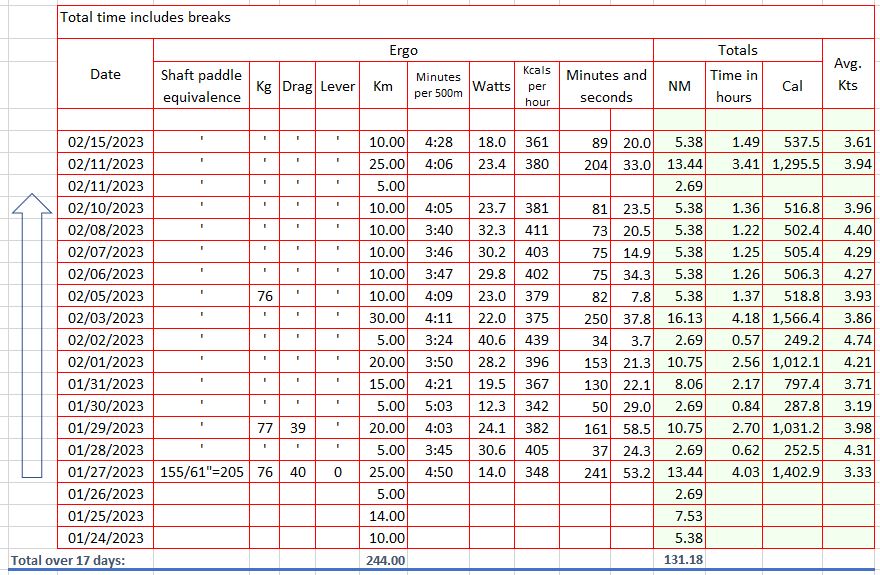 Total time includes breaks
Ergo Totals
Date Shaft paddle equivalence Kg Drag Lever Km Minutes per 500m Watts Kcals per hour Minutes and seconds NM Time in hours Cal Avg. Kts
02/15/2023 ' ' ' ' 10.00 4:28 18.0 361 89 20.0 5.38 1.49 537.5 3.61
02/11/2023 ' ' ' ' 25.00 4:06 23.4 380 204 33.0 13.44 3.41 1,295.5 3.94
02/11/2023 ' ' ' ' 5.00 2.69
02/10/2023 ' ' ' ' 10.00 4:05 23.7 381 81 23.5 5.38 1.36 516.8 3.96
02/08/2023 ' ' ' ' 10.00 3:40 32.3 411 73 20.5 5.38 1.22 502.4 4.40
02/07/2023 ' ' ' ' 10.00 3:46 30.2 403 75 14.9 5.38 1.25 505.4 4.29
02/06/2023 ' ' ' ' 10.00 3:47 29.8 402 75 34.3 5.38 1.26 506.3 4.27
02/05/2023 ' 76 ' ' 10.00 4:09 23.0 379 82 7.8 5.38 1.37 518.8 3.93
02/03/2023 ' ' ' ' 30.00 4:11 22.0 375 250 37.8 16.13 4.18 1,566.4 3.86
02/02/2023 ' ' ' ' 5.00 3:24 40.6 439 34 3.7 2.69 0.57 249.2 4.74
02/01/2023 ' ' ' ' 20.00 3:50 28.2 396 153 21.3 10.75 2.56 1,012.1 4.21
01/31/2023 ' ' ' ' 15.00 4:21 19.5 367 130 22.1 8.06 2.17 797.4 3.71
01/30/2023 ' ' ' ' 5.00 5:03 12.3 342 50 29.0 2.69 0.84 287.8 3.19
01/29/2023 ' 77 39 ' 20.00 4:03 24.1 382 161 58.5 10.75 2.70 1,031.2 3.98
01/28/2023 ' ' ' ' 5.00 3:45 30.6 405 37 24.3 2.69 0.62 252.5 4.31
01/27/2023 155/61"=205 76 40 0 25.00 4:50 14.0 348 241 53.2 13.44 4.03 1,402.9 3.33
01/26/2023 5.00 2.69
01/25/2023 14.00 7.53
01/24/2023 10.00 5.38
Total over 17 days: 244.00 131.18